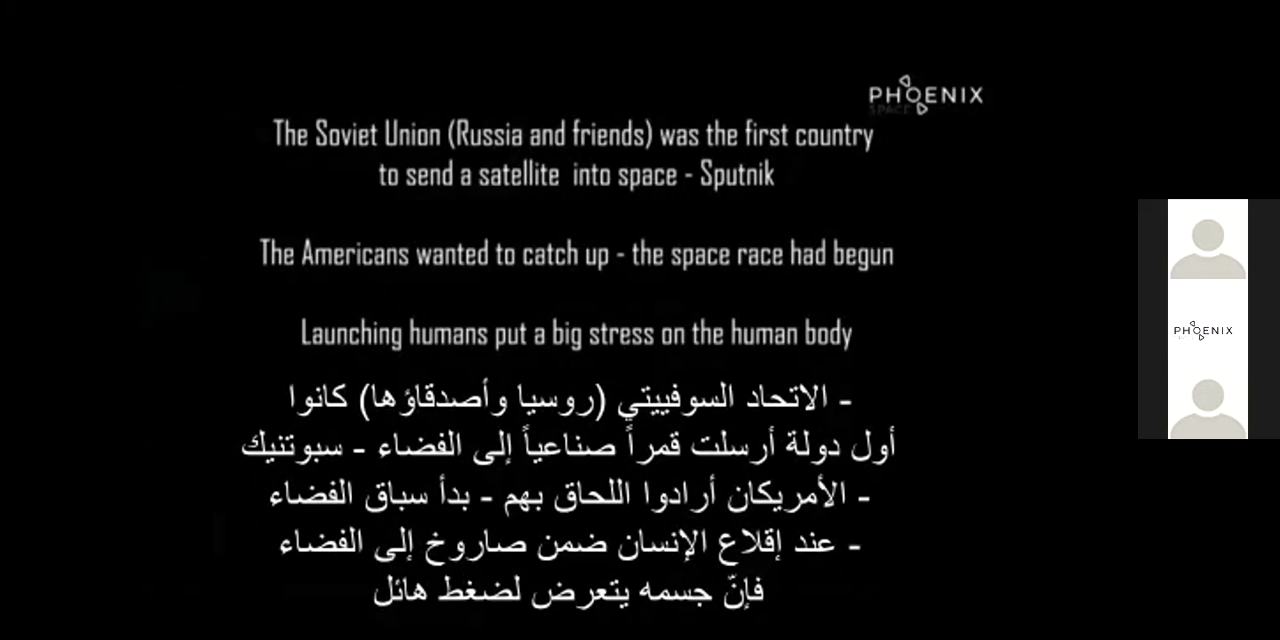 PHOENIX
SPACE
The Soviet Union (Russia and friends) was the first country
to send a satellite into space - Sputnik
The Americans wanted to catch up - the space race had begun
Launching humans put a big stress on the human body
- الاتحاد السوفييتي (روسيا وأصدقاؤها) كانوا
أول دولة أرسلت قمراً صناعياً إلى الفضاء - سبوتنيك
- الأمريكان أرادوا اللحاق بهم - بدأ سباق الفضاء
- عند إقلاع الإنسان ضمن صاروخ إلى الفضاء
فإنّ جسمه يتعرض لضغط هائل
PHOENIX